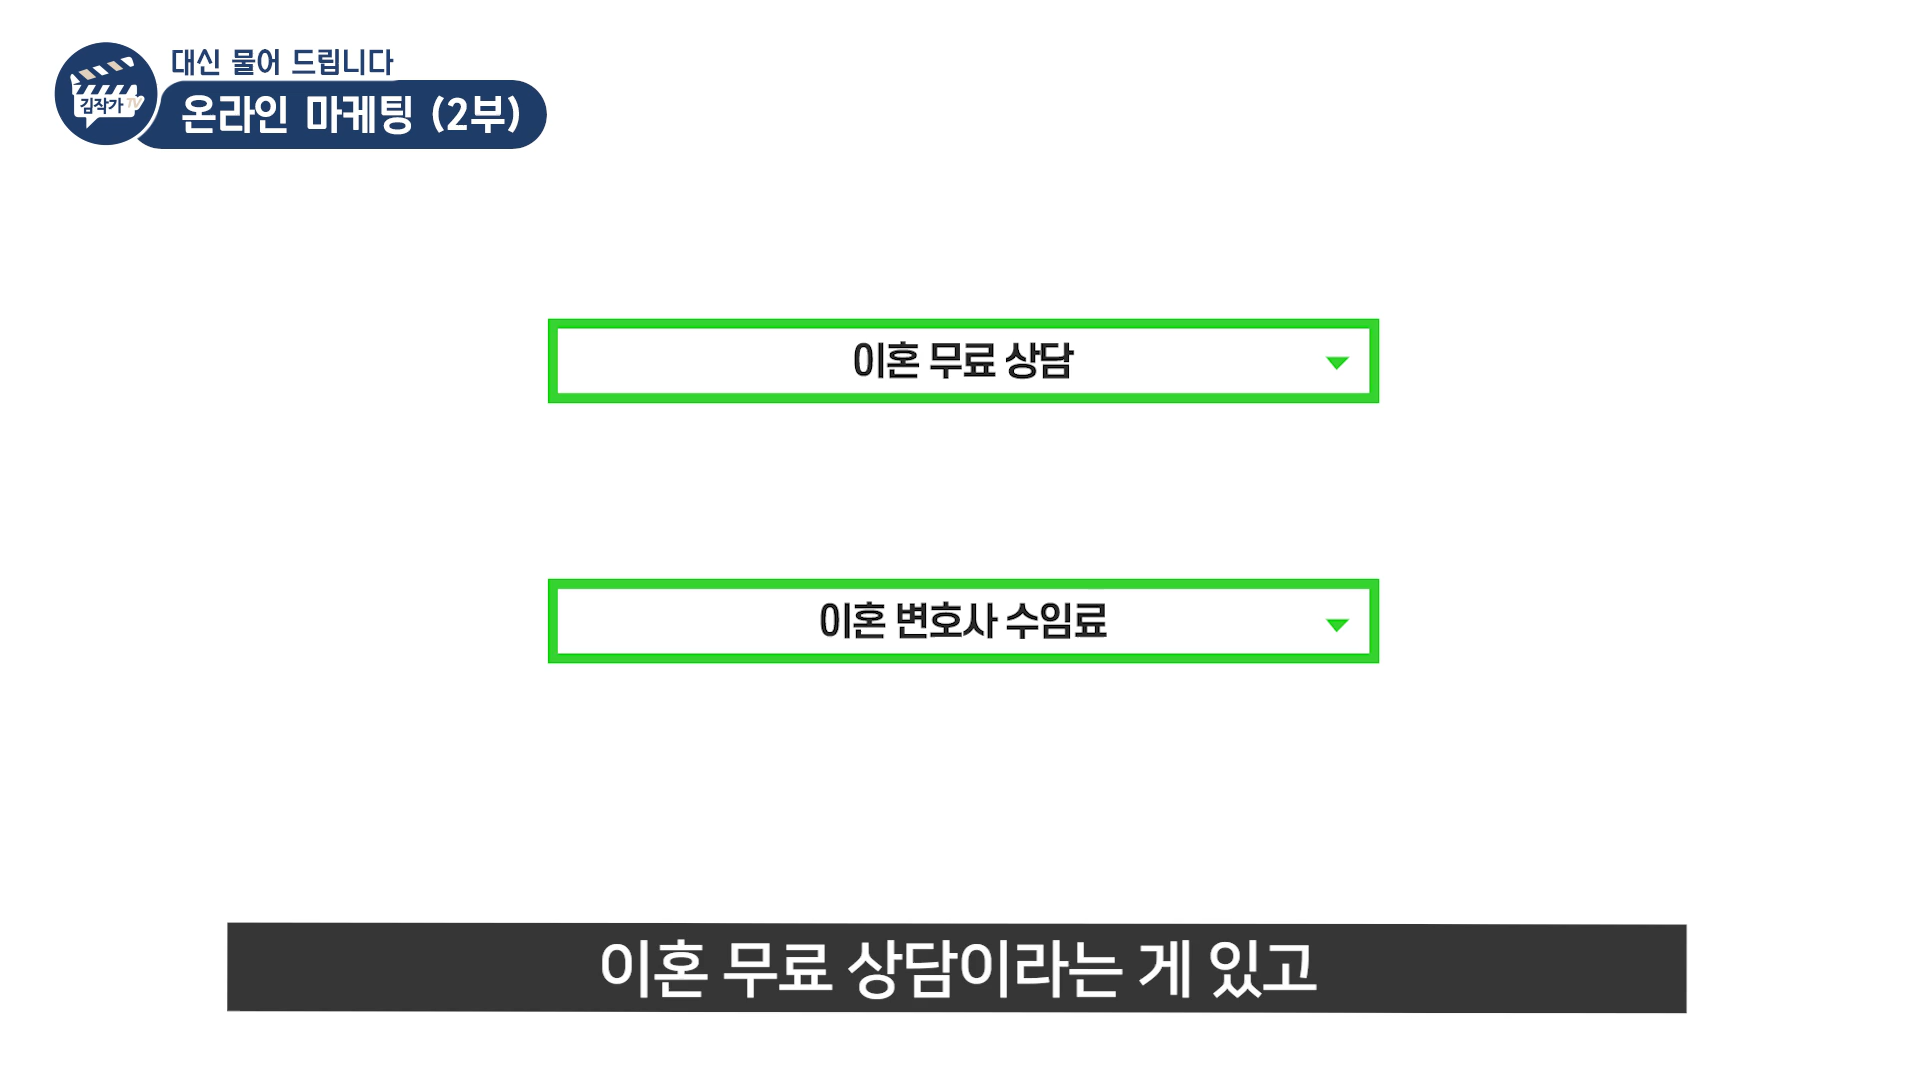 대신 물어 드립니다
김작가 TV
온라인 마케팅 (2부)
이혼 무료 상담
이혼 변호사 수임료
이혼 무료 상담이라는 게 있고